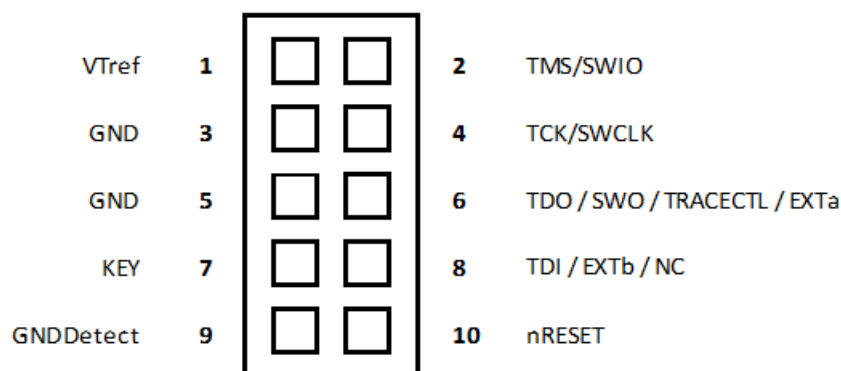 VTref 1 2 TMS/SWIO
GND 3 4 TCK/SWCLK
GND 5 6 TDO / SWO / TRACECTL / EXTa
KEY 7 8 TDI / EXTb / NC
GNDDetect 9 10 nRESET